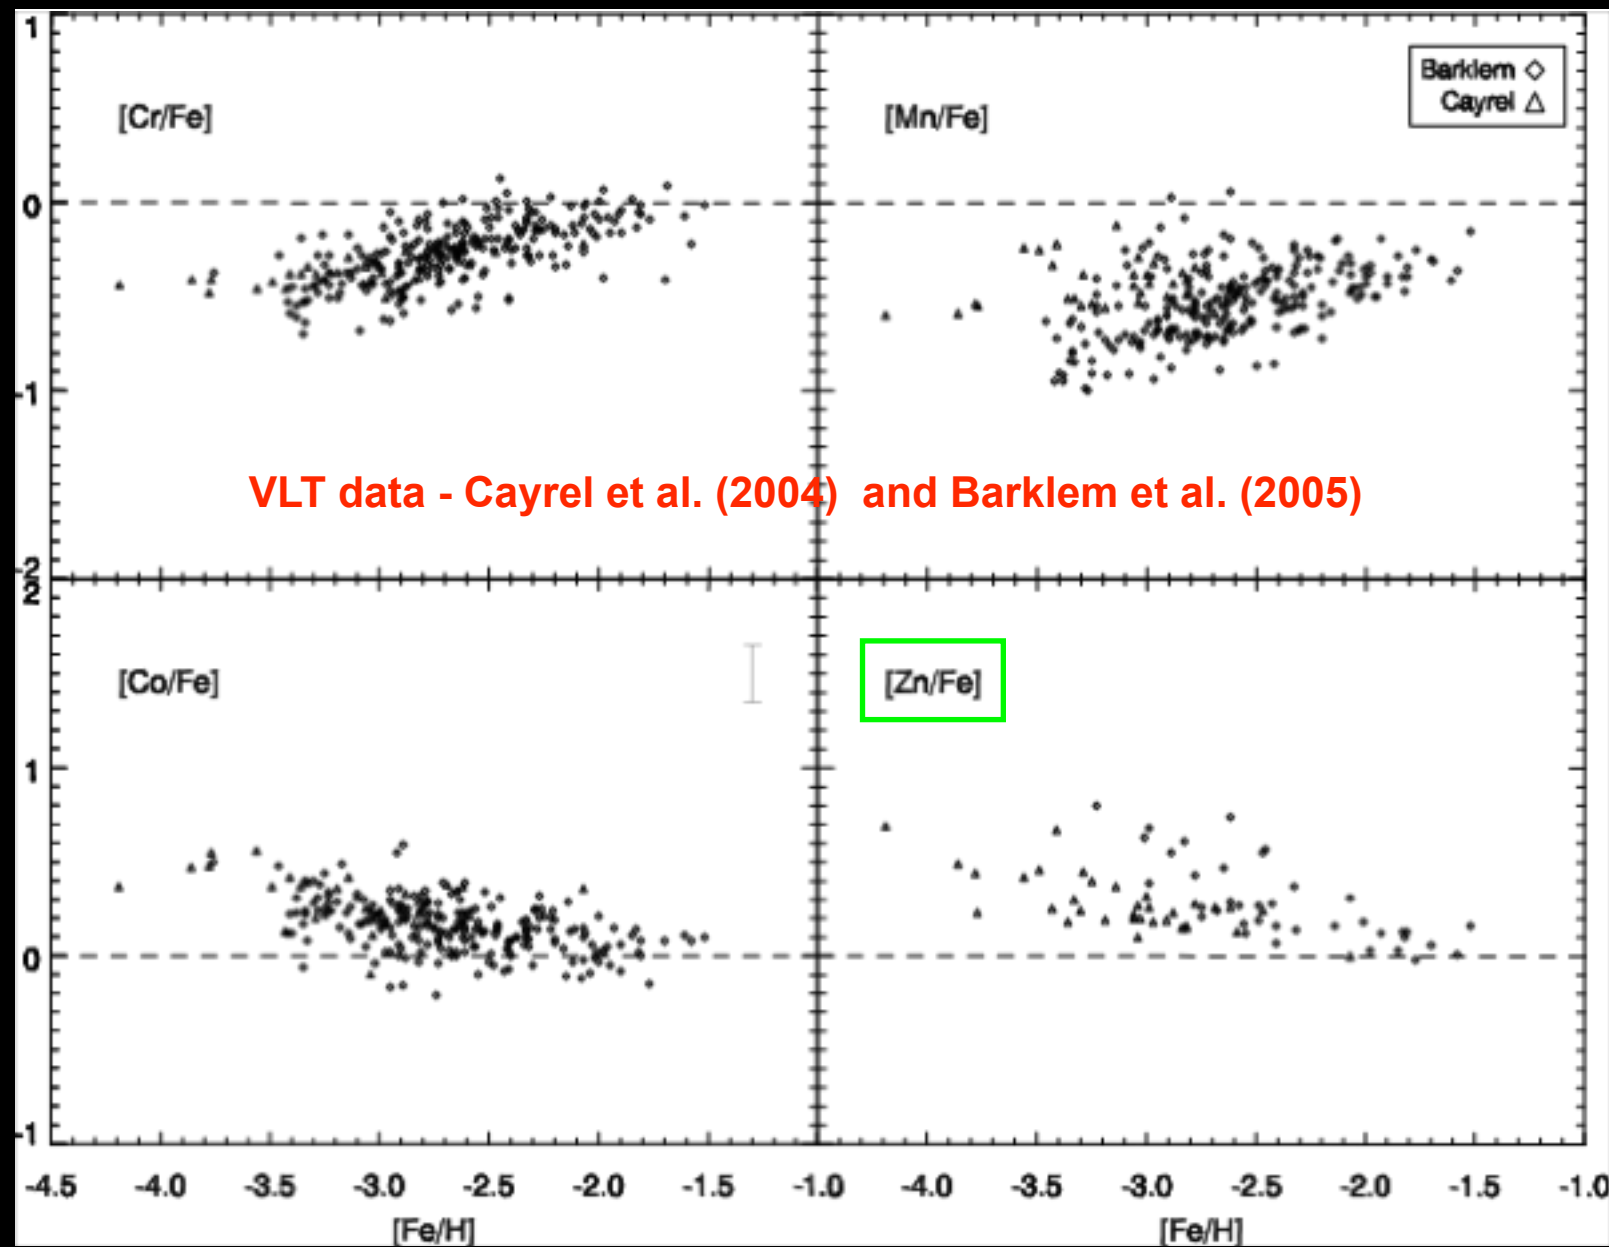 1
[Cr/Fe]
[Mn/Fe]
Barklem ◇
Cayrel △
0
-1
VLT data - Cayrel et al. (2004) and Barklem et al. (2005)
-2
2
[Co/Fe]
[Zn/Fe]
1
0
-1
-4.5 -4.0 -3.5 -3.0 -2.5 -2.0 -1.5 -1.0 -4.0 -3.5 -3.0 -2.5 -2.0 -1.5 -1.0
[Fe/H] [Fe/H]